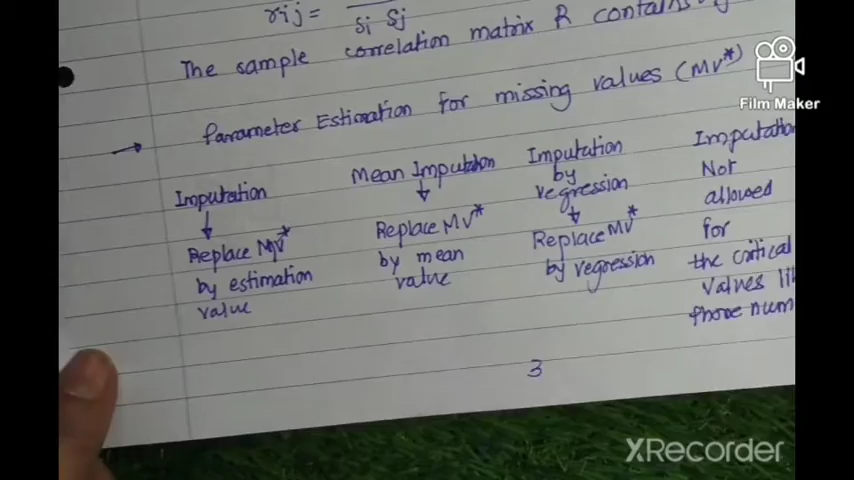 rij =
Si Sj
The sample correlation matrix R contains
Parameter Estimation for missing values (MV*)
Imputation
Replace MV*
by estimation
value
Mean Imputation
Replace MV*
by mean
value
Imputation
by
regression
Replace MV*
by regression
Imputation
Not
allowed
for
the critical
values
phone
3
Film Maker
XRecorder